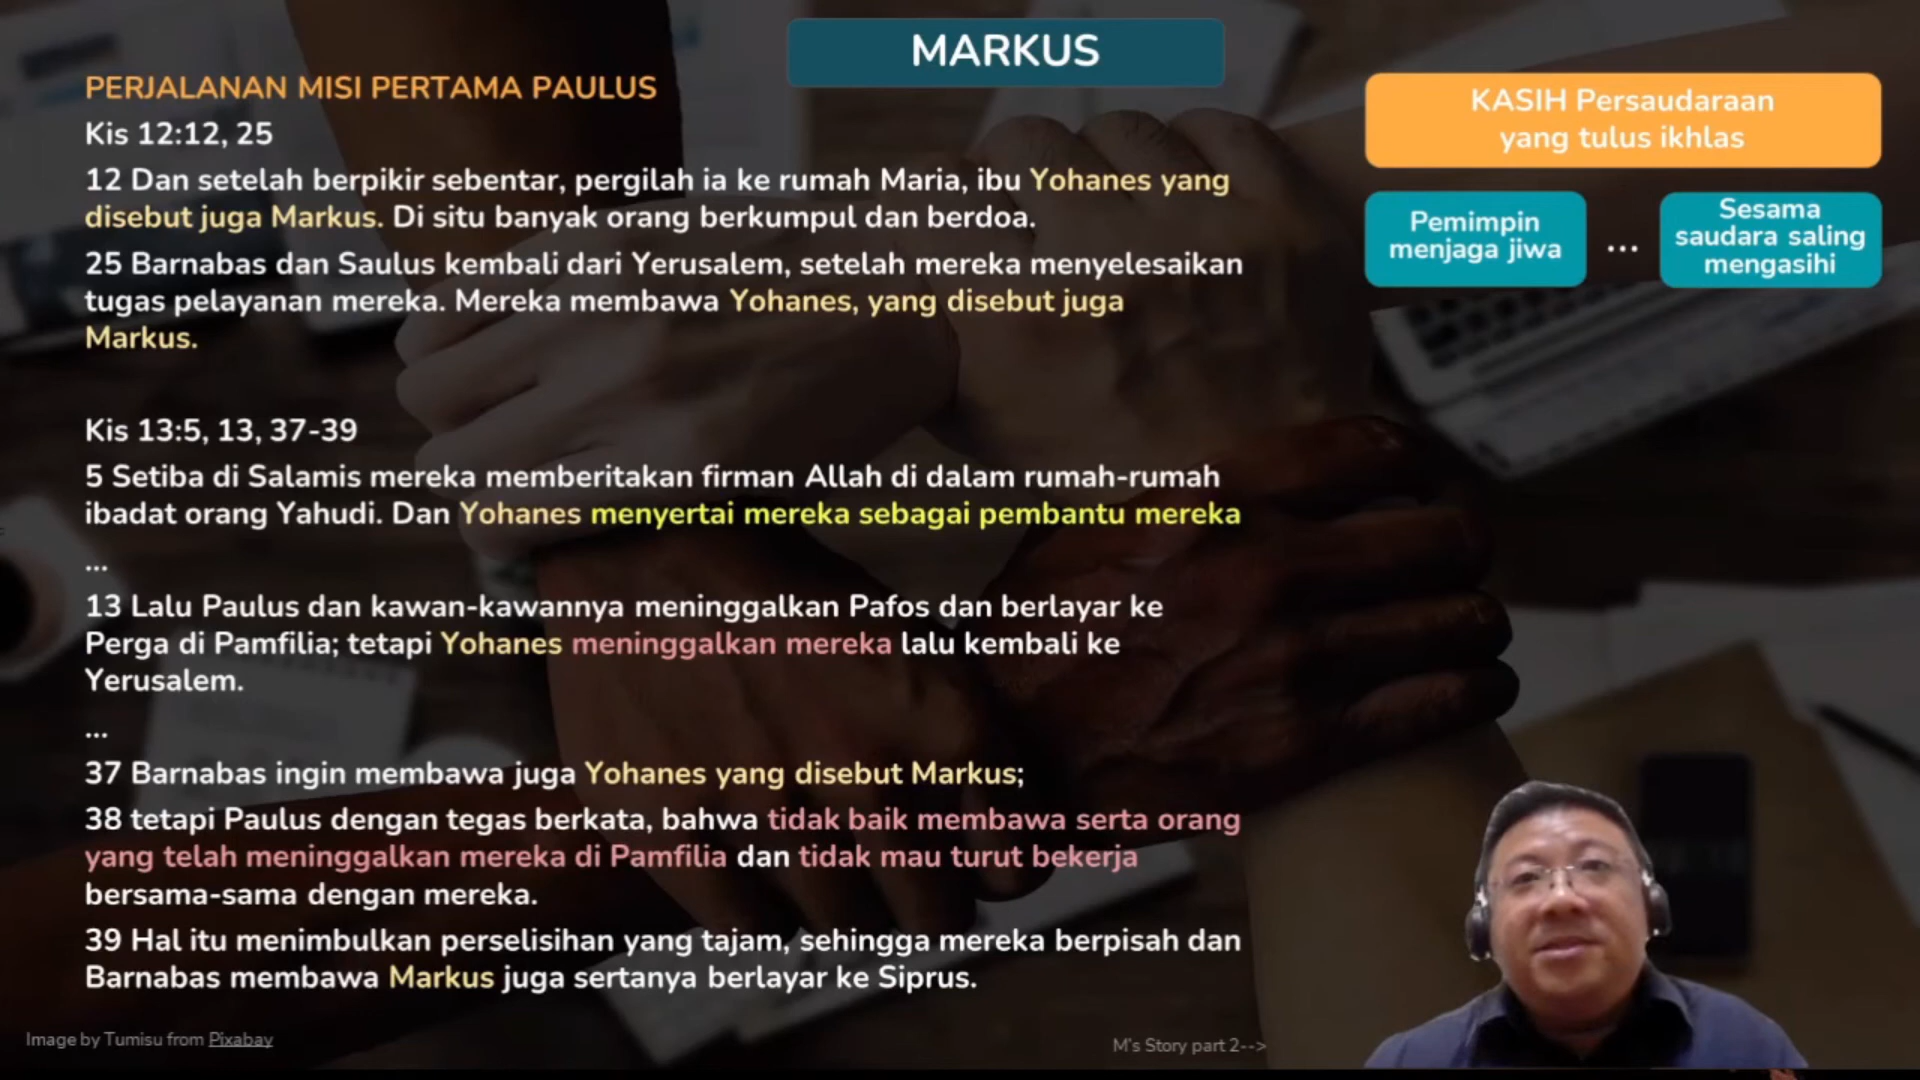 MARKUS
PERJALANAN MISI PERTAMA PAULUS
Kis 12:12, 25
12 Dan setelah berpikir sebentar, pergilah ia ke rumah Maria, ibu Yohanes yang
disebut juga Markus. Di situ banyak orang berkumpul dan berdoa.
25 Barnabas dan Saulus kembali dari Yerusalem, setelah mereka menyelesaikan
tugas pelayanan mereka. Mereka membawa Yohanes, yang disebut juga
Markus.
Kis 13:5, 13, 37-39
5 Setiba di Salamis mereka memberitakan firman Allah di dalam rumah-rumah
ibadat orang Yahudi. Dan Yohanes menyertai mereka sebagai pembantu mereka
...
13 Lalu Paulus dan kawan-kawannya meninggalkan Pafos dan berlayar ke
Perga di Pamfilia; tetapi Yohanes meninggalkan mereka lalu kembali ke
Yerusalem.
...
37 Barnabas ingin membawa juga Yohanes yang disebut Markus;
38 tetapi Paulus dengan tegas berkata, bahwa tidak baik membawa serta orang
yang telah meninggalkan mereka di Pamfilia dan tidak mau turut bekerja
bersama-sama dengan mereka.
39 Hal itu menimbulkan perselisihan yang tajam, sehingga mereka berpisah dan
Barnabas membawa Markus juga sertanya berlayar ke Siprus.
KASIH Persaudaraan
yang tulus ikhlas
Pemimpin
menjaga jiwa
...
Sesama
saudara saling
mengasihi
Image by Tumisu from Pixabay
M's Story part 2-->